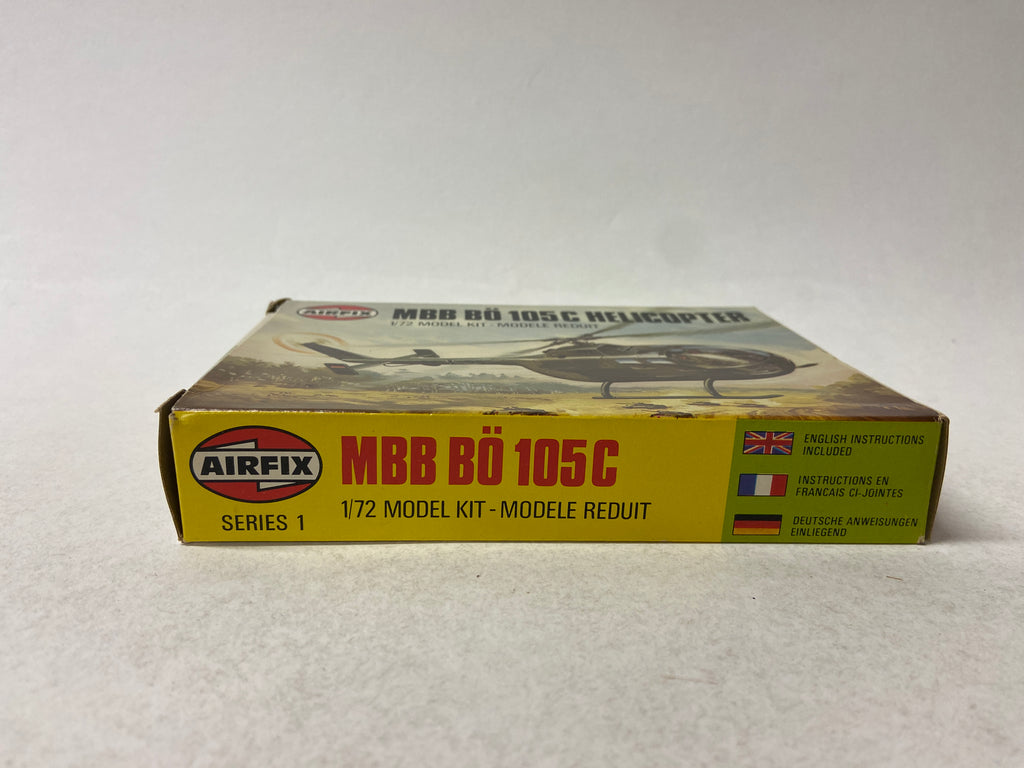 AIRFIX
MBB BÖ 105C HELICOPTER
1/72 MODEL KIT - MODELE REDUIT
AIRFIX
SERIES 1
MBB BÖ 105C
1/72 MODEL KIT - MODELE REDUIT
ENGLISH INSTRUCTIONS
INCLUDED
INSTRUCTIONS EN
FRANCAIS CI-JOINTES
DEUTSCHE ANWEISUNGEN
EINLIEGEND